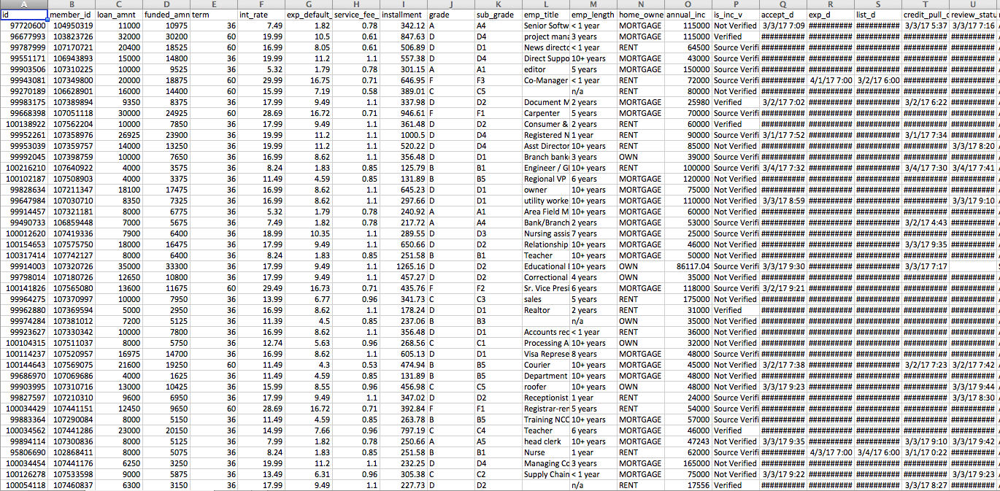 A B C D E F G H I J K L M N O P Q R S T U
id member_id loan_amnt funded_amn term int_rate exp_default_ service_fee_ installment grade sub_grade emp_title emp_length home_owne annual_inc is_inc_v accept_d exp_d list_d credit_pull_c review_statu
97720600 104950319 11000 10975 36 7.49 1.82 0.78 342.12 A A4 Senior Softw < 1 year MORTGAGE 115000 Not Verified 3/3/17 7:09 ########## ########## 3/3/17 5:37 3/3/17 7:16
96677993 103823726 32000 30200 60 19.99 10.5 0.61 847.63 D D4 project mana 3 years MORTGAGE 115000 Verified ########## ########## ########## ########## ##########
99787999 107170721 20400 18525 60 16.99 8.05 0.61 506.89 D D1 News directo < 1 year RENT 64500 Source Verifi ########## ########## ########## ########## ##########
99551171 106943893 15000 14800 36 19.99 11.2 1.1 557.38 D D4 Direct Suppo 10+ years MORTGAGE 43000 Source Verifi ########## ########## ########## ########## ##########
99903506 107310225 10000 9525 36 5.32 1.79 0.78 301.15 A A1 editor 5 years MORTGAGE 150000 Source Verifi ########## ########## ########## ########## ##########
99943081 107349800 20000 18875 60 29.99 16.75 0.71 646.95 F F3 Co-Manager < 1 year RENT 72000 Source Verifi ########## 4/1/17 7:00 3/2/17 6:00 ########## ##########
99270189 106628901 16000 14400 60 15.99 7.19 0.58 389.01 C C5 n/a RENT 80000 Not Verified ########## ########## ########## ########## ##########
99983175 107389894 9350 8375 36 17.99 9.49 1.1 337.98 D D2 Document M 2 years MORTGAGE 25980 Verified 3/2/17 7:02 ########## ########## 3/2/17 6:22 ##########
99668398 107051118 30000 24925 60 28.69 16.72 0.71 946.61 F F1 Carpenter 5 years MORTGAGE 70000 Source Verifi ########## ########## ########## ########## ##########
100138922 107562204 10000 7850 36 17.99 9.49 1.1 361.48 D D2 Consumer & 2 years RENT 60000 Verified ########## ########## ########## ########## ##########
99952261 107358976 26925 23900 36 19.99 11.2 1.1 1000.5 D D4 Registered N 1 year RENT 90000 Source Verifi 3/1/17 7:52 ########## ########## 3/1/17 7:34 ##########
99953039 107359757 14000 13250 36 19.99 11.2 1.1 520.22 D D4 Asst Director 10+ years RENT 85000 Not Verified ########## ########## ########## ########## 3/3/17 8:20
99992045 107398759 10000 7650 36 16.99 8.62 1.1 356.48 D D1 Branch bank 3 years OWN 39000 Source Verifi ########## ########## ########## ########## ##########
100216210 107640922 4000 3575 36 8.24 1.83 0.85 125.79 B B1 Engineer / G 10+ years RENT 100000 Source Verifi 3/4/17 7:32 ########## ########## 3/4/17 7:30 3/4/17 7:41
100102187 107508903 4000 3375 36 11.49 4.59 0.85 131.89 B B5 Regional VP 6 years MORTGAGE 120000 Not Verified ########## ########## ########## ########## ##########
99828634 107211347 18100 17475 36 16.99 8.62 1.1 645.23 D D1 owner 10+ years MORTGAGE 75000 Not Verified ########## ########## ########## ########## ##########
99647984 107030710 8350 7325 36 16.99 8.62 1.1 297.66 D D1 utility worke 10+ years MORTGAGE 110000 Not Verified 3/3/17 8:59 ########## ########## ########## 3/3/17 9:10
99914457 107321181 8000 6775 36 5.32 1.79 0.78 240.92 A A1 Area Field M 10+ years MORTGAGE 60000 Not Verified ########## ########## ########## ########## ##########
99490733 106859448 7000 5675 36 7.49 1.82 0.78 217.72 A A4 Bank/Branch 2 years MORTGAGE 53000 Source Verifi ########## ########## ########## 3/2/17 4:43 ##########
100012620 107419336 7900 6400 36 18.99 10.35 1.1 289.55 D D3 Nursing assis 7 years MORTGAGE 25000 Source Verifi ########## ########## ########## ########## ##########
100154653 107575750 18000 16475 36 17.99 9.49 1.1 650.66 D D2 Relationship 10+ years MORTGAGE 46000 Not Verified ########## ########## ########## 3/3/17 9:35 ##########
100317414 107742127 8000 6400 36 8.24 1.83 0.85 251.58 B B1 Teacher 10+ years MORTGAGE 50000 Not Verified ########## ########## ########## ########## ##########
99914003 107320726 35000 33300 36 17.99 9.49 1.1 1265.16 D D2 Educational 10+ years OWN 86117.04 Source Verifi 3/3/17 9:30 ########## ########## 3/3/17 7:17
99798014 107180726 12650 10800 36 17.99 9.49 1.1 457.27 D D2 Correctional 4 years OWN 35000 Not Verified ########## ########## ########## ########## ##########
100141826 107565080 13600 11675 60 29.49 16.73 0.71 435.76 F F2 Sr. Vice Presi 6 years MORTGAGE 118000 Source Verifi 3/2/17 9:21 ########## ########## ########## ##########
99964275 107370997 10000 7950 36 13.99 6.77 0.96 341.73 C C3 sales 5 years RENT 175000 Not Verified ########## ########## ########## ########## ##########
99962880 107369594 5000 2950 36 16.99 8.62 1.1 178.24 D D1 Realtor 2 years RENT 31000 Verified ########## ########## ########## ########## ##########
99974284 107381012 7200 5125 36 11.39 4.5 0.85 237.06 B B3 n/a OWN 35000 Not Verified ########## ########## ########## ########## ##########
99923627 107330342 10000 7800 36 16.99 8.62 1.1 356.48 D D1 Accounts rec < 1 year RENT 36000 Not Verified ########## ########## ########## ########## ##########
100104315 107511037 8000 5750 36 12.74 5.63 0.96 268.56 C C1 Processing A 10+ years OWN 32000 Not Verified ########## ########## ########## ########## ##########
100114237 107520957 16975 14700 36 16.99 8.62 1.1 605.13 D D1 Visa Represe 8 years MORTGAGE 48000 Source Verifi ########## ########## ########## ########## ##########
100144643 107569075 21600 19250 60 11.49 4.3 0.53 474.94 B B5 Courier 10+ years MORTGAGE 45000 Not Verified 3/2/17 7:38 ########## ########## 3/2/17 7:23 3/2/17 7:42
99686970 107069686 4000 1625 36 11.49 4.59 0.85 131.89 B B5 Department 10+ years MORTGAGE 48000 Not Verified ########## ########## ########## ########## ##########
99903995 107310716 13000 10425 36 15.99 8.55 0.96 456.98 C C5 roofer 10+ years OWN 48000 Not Verified 3/3/17 9:23 ########## ########## ########## 3/3/17 9:44
99827597 107210310 9600 6950 36 17.99 9.49 1.1 347.02 D D2 Receptionist 1 year RENT 24000 Source Verifi ########## ########## ########## ########## 3/3/17 8:30
100034429 107441151 12450 9650 60 28.69 16.72 0.71 392.84 F F1 Registrar-ren 5 years RENT 54000 Source Verifi ########## ########## ########## ########## ##########
99883364 107290084 8000 5150 36 11.49 4.59 0.85 263.78 B B5 Training NCC 10+ years MORTGAGE 57000 Source Verifi ########## ########## ########## ########## ##########
100034562 107441286 23000 20150 36 14.99 7.66 0.96 797.19 C C4 Teacher 6 years MORTGAGE 46000 Verified ########## ########## ########## ########## ##########
99894114 107300836 8000 5125 36 7.99 1.82 0.78 250.66 A A5 head clerk 10+ years MORTGAGE 47243 Not Verified 3/3/17 9:35 ########## ########## 3/3/17 9:10 3/3/17 9:42
95806690 102868411 8000 5075 36 8.24 1.83 0.85 251.58 B B1 Nurse 1 year RENT 62000 Source Verifi ########## 4/3/17 7:00 3/4/17 6:00 3/1/17 0:22 ##########
100034454 107441176 6250 3250 36 19.99 11.2 1.1 232.25 D D4 Managing Co 3 years MORTGAGE 165000 Not Verified ########## ########## ########## ########## ##########
100126278 107533598 9000 5875 36 13.49 6.31 0.96 305.38 C C2 Supply Chain < 1 year MORTGAGE 75000 Not Verified 3/3/17 9:22 ########## ########## ########## 3/3/17 9:23
100054118 107460837 6300 3150 36 17.99 9.49 1.1 227.73 D D2 n/a RENT 17556 Verified ########## ########## ########## 3/3/17 8:27 ##########